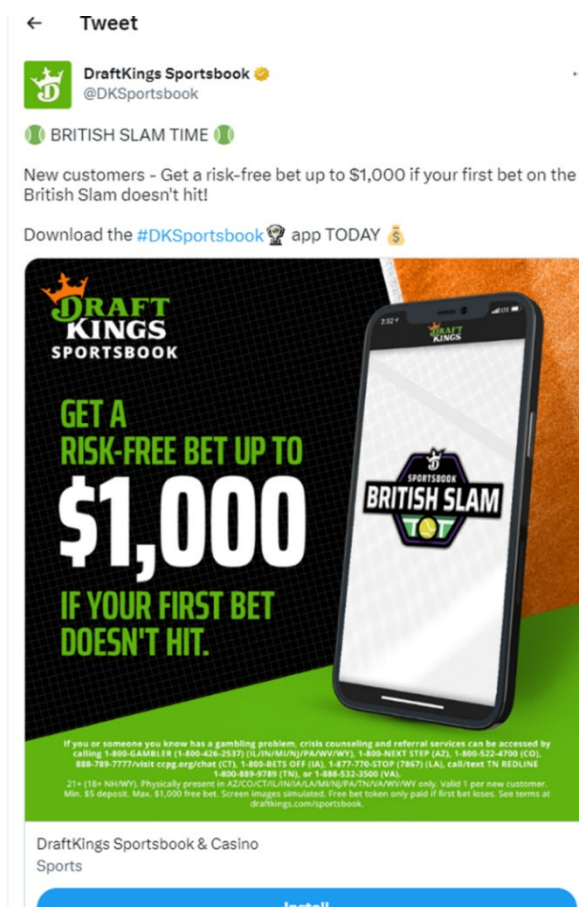 ← Tweet
DraftKings Sportsbook
@DKSportsbook
BRITISH SLAM TIME
New customers - Get a risk-free bet up to $1,000 if your first bet on the
British Slam doesn't hit!
Download the #DKSportsbook app TODAY
DRAFT
KINGS
SPORTSBOOK
GET A
RISK-FREE BET UP TO
$1,000
IF YOUR FIRST BET
DOESN'T HIT.
2:32
LTE
DRAFT
KINGS
SPORTSBOOK
BRITISH SLAM
If you or someone you know has a gambling problem, crisis counseling and referral services can be accessed by
calling 1-800-GAMBLER (1-800-426-2537) (IL/IN/MI/NJ/PA/WV/WY), 1-800-NEXT STEP (AZ), 1-800-522-4700 (CO),
888-789-7777/visit ccpg.org/chat (CT), 1-800-BETS OFF (IA), 1-877-770-STOP (7867) (LA), call/text TN REDLINE
1-800-889-9789 (TN), or 1-888-532-3500 (VA).
21+ (18+ NH/WY). Physically present in AZ/CO/CT/IL/IN/IA/LA/MI/NJ/PA/TN/VA/WV/WY only. Valid 1 per new customer.
Min. $5 deposit. Max. $1,000 free bet. Screen images simulated. Free bet token only paid if first bet loses. See terms at
draftkings.com/sportsbook.
DraftKings Sportsbook & Casino
Sports
Install